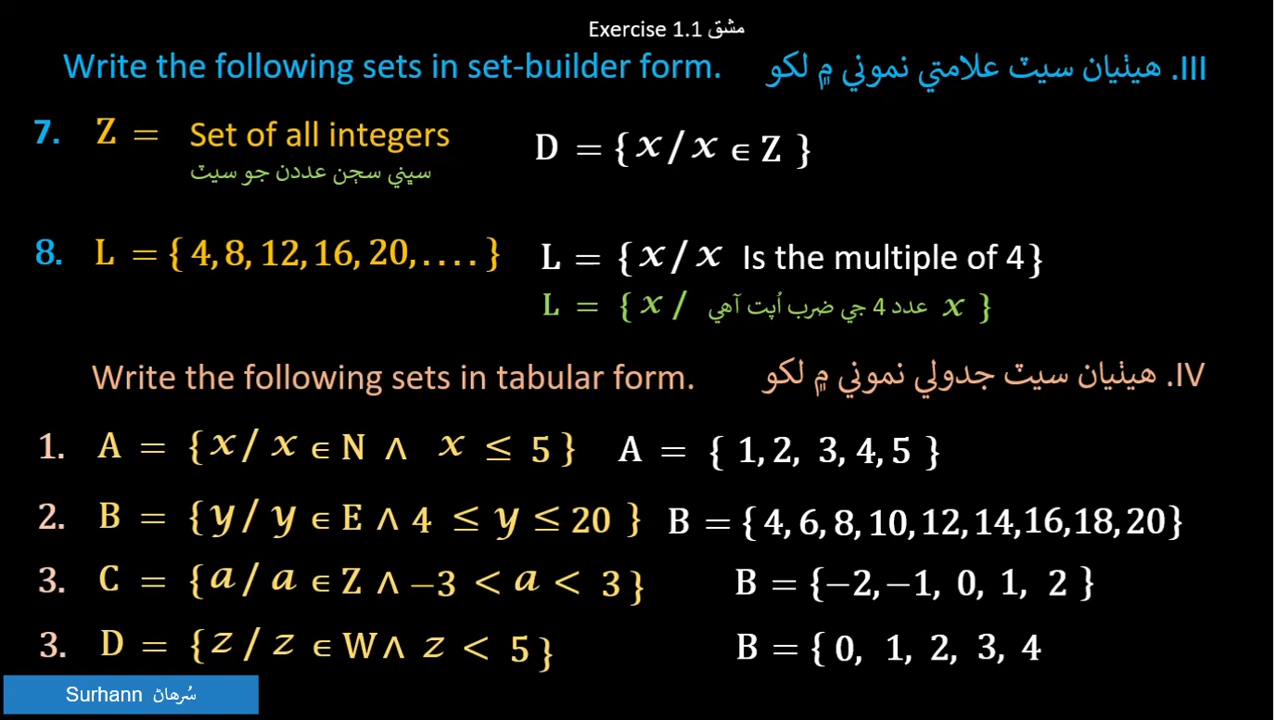 Exercise 1.1 مشق
Write the following sets in set-builder form. III. هيٺيان سيٽ علامتي نموني ۾ لکو
7. Z = Set of all integers D = { x / x ∈ Z }
سڀني سڄن عددن جو سيٽ
8. L = { 4, 8, 12, 16, 20, . . . . } L = { x / x Is the multiple of 4 }
L = { x / عدد 4 جي ضرب اُپت آهي x }
Write the following sets in tabular form. IV. هيٺيان سيٽ جدولي نموني ۾ لکو
1. A = { x / x ∈ N ∧ x ≤ 5 } A = { 1, 2, 3, 4, 5 }
2. B = { y / y ∈ E ∧ 4 ≤ y ≤ 20 } B = { 4, 6, 8, 10, 12, 14, 16, 18, 20 }
3. C = { a / a ∈ Z ∧ −3 < a < 3 } B = { −2, −1, 0, 1, 2 }
3. D = { z / z ∈ W ∧ z < 5 } B = { 0, 1, 2, 3, 4
Surhann سُرهاڻ